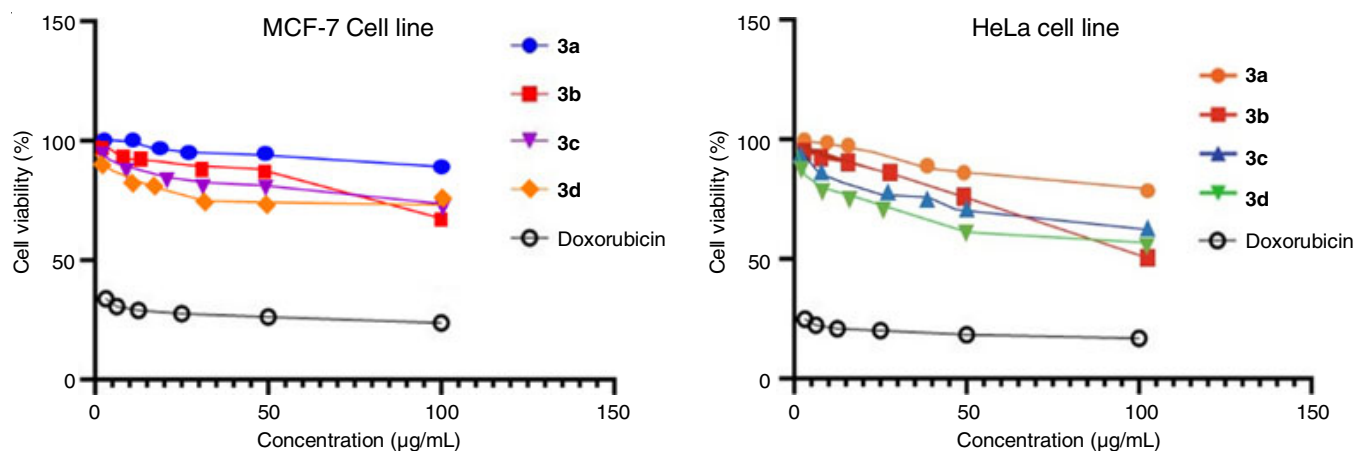 MCF-7 Cell line
150
100
50
0
Cell viability (%)
0
50
100
150
Concentration (µg/mL)
3a
3b
3c
3d
Doxorubicin
HeLa cell line
150
100
50
0
Cell viability (%)
0
50
100
150
Concentration (µg/mL)
3a
3b
3c
3d
Doxorubicin